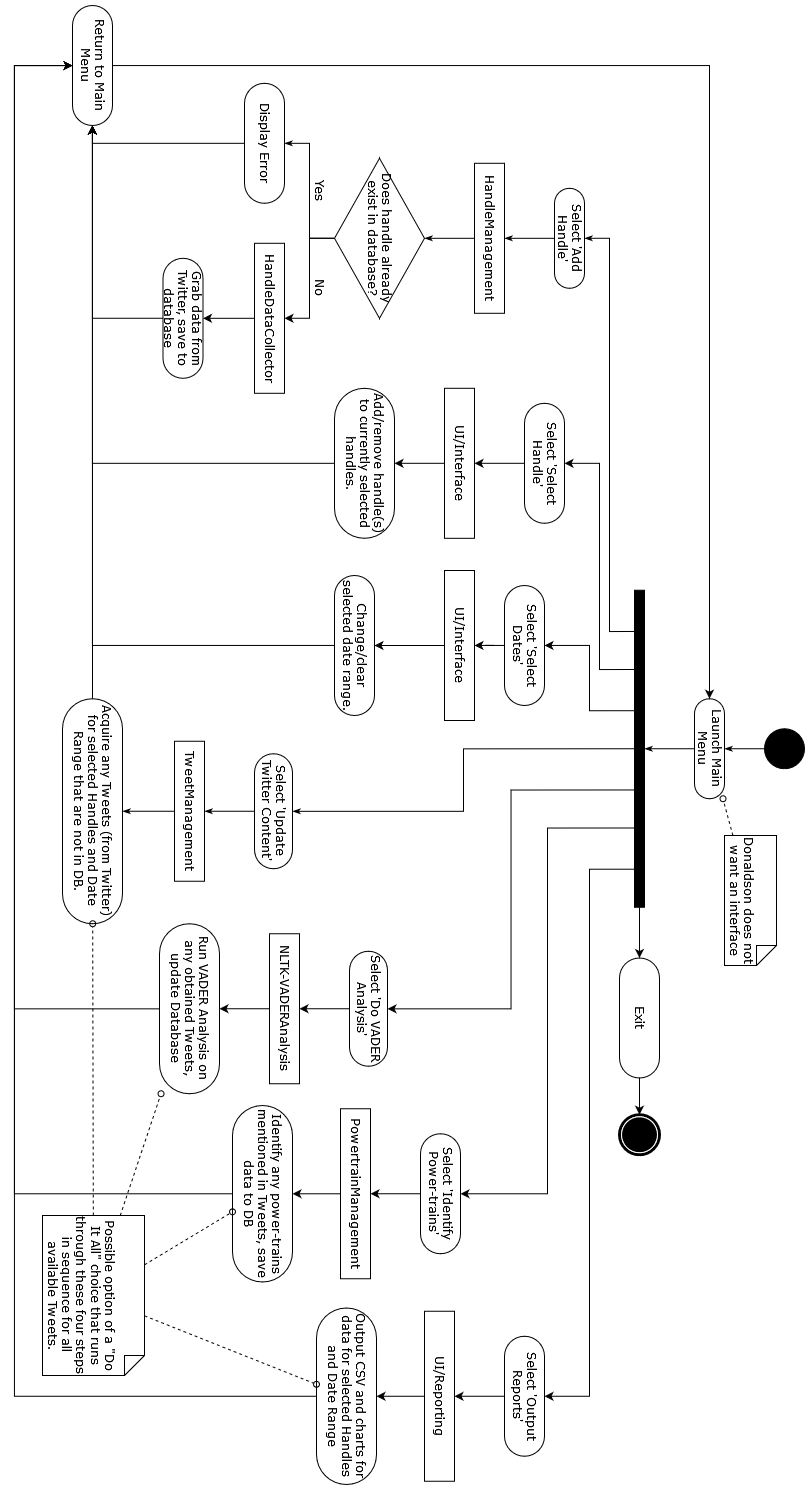 Launch Main
Menu
Donaldson does not
want an interface
Exit
Select 'Add
Handle'
HandleManagement
Does handle already
exist in database?
Yes
No
Display Error
HandleDataCollector
Grab data from
Twitter, save to
database
Return to Main
Menu
Select 'Select
Handle'
UI/Interface
Add/remove handle(s)
to currently selected
handles.
Select 'Select
Dates'
UI/Interface
Change/clear
selected date range.
Select 'Update
Twitter Content'
TweetManagement
Acquire any Tweets (from Twitter)
for selected Handles and Date
Range that are not in DB.
Select 'Do VADER
Analysis'
NLTK-VADERAnalysis
Run VADER Analysis on
any obtained Tweets,
update Database
Select 'Identify
Power-trains'
PowertrainManagement
Identify any power-trains
mentioned in Tweets, save
data to DB
Select 'Output
Reports'
UI/Reporting
Output CSV and charts for
data for selected Handles
and Date Range
Possible option of a "Do
It All" choice that runs
through these four steps
in sequence for all
available Tweets.